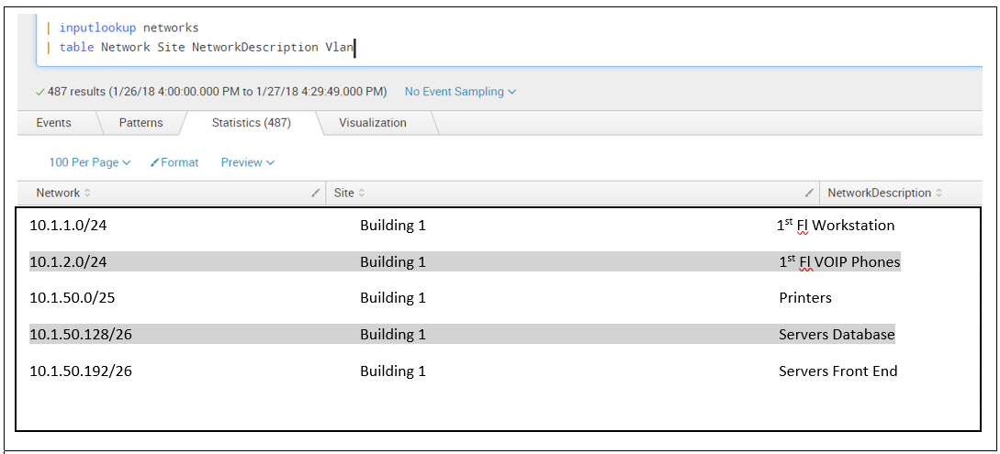 | inputlookup networks
| table Network Site NetworkDescription Vlan
✓ 487 results (1/26/18 4:00:00.000 PM to 1/27/18 4:29:49.000 PM) No Event Sampling
Events Patterns Statistics (487) Visualization
100 Per Page Format Preview
Network Site NetworkDescription
10.1.1.0/24 Building 1 1st Fl Workstation
10.1.2.0/24 Building 1 1st Fl VOIP Phones
10.1.50.0/25 Building 1 Printers
10.1.50.128/26 Building 1 Servers Database
10.1.50.192/26 Building 1 Servers Front End